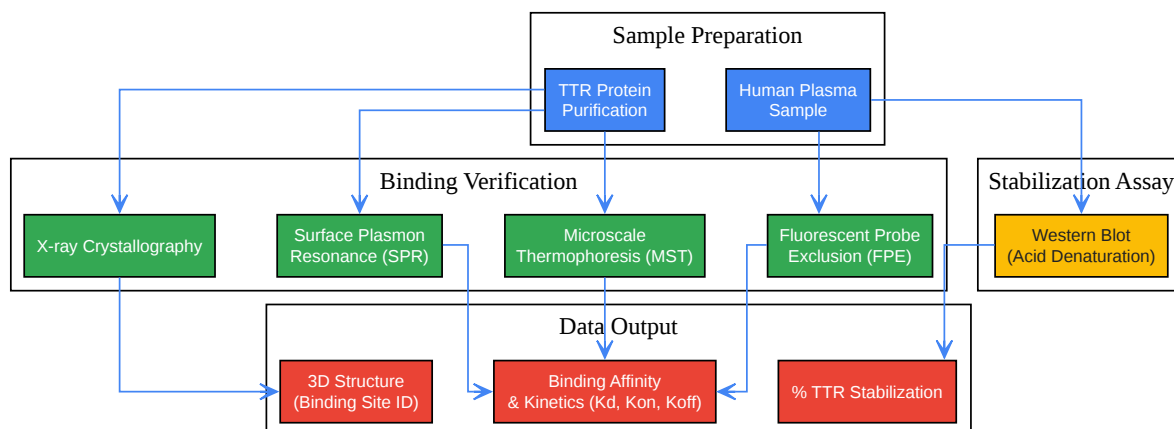 Sample Preparation
TTR Protein
Purification
Human Plasma
Sample
Binding Verification
Stabilization Assay
X-ray Crystallography
Surface Plasmon
Resonance (SPR)
Microscale
Thermophoresis (MST)
Fluorescent Probe
Exclusion (FPE)
Western Blot
(Acid Denaturation)
Data Output
3D Structure
(Binding Site ID)
Binding Affinity
& Kinetics (Kd, Kon, Koff)
% TTR Stabilization